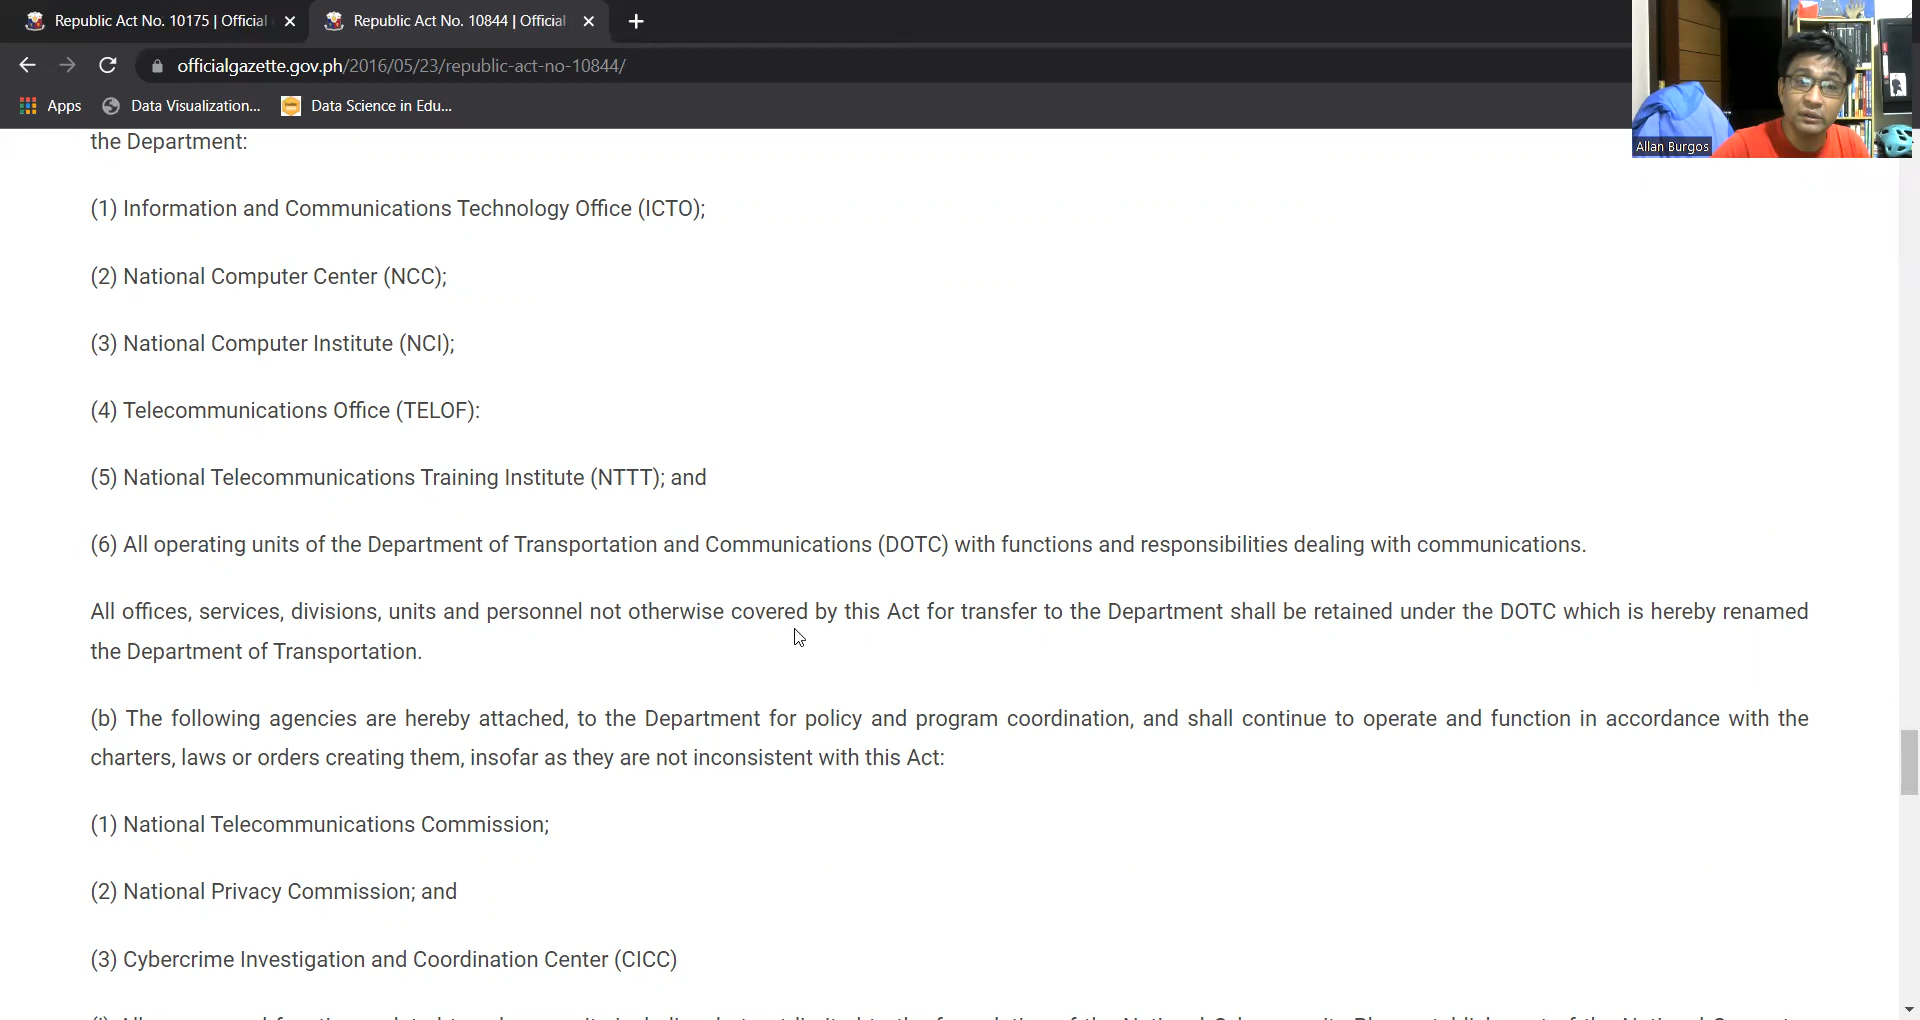 Republic Act No. 10175 | Official
Republic Act No. 10844 | Official
officialgazette.gov.ph/2016/05/23/republic-act-no-10844/
Apps
Data Visualization...
Data Science in Edu...
Allan Burgos
the Department:
(1) Information and Communications Technology Office (ICTO);
(2) National Computer Center (NCC);
(3) National Computer Institute (NCI);
(4) Telecommunications Office (TELOF):
(5) National Telecommunications Training Institute (NTTT); and
(6) All operating units of the Department of Transportation and Communications (DOTC) with functions and responsibilities dealing with communications.
All offices, services, divisions, units and personnel not otherwise covered by this Act for transfer to the Department shall be retained under the DOTC which is hereby renamed
the Department of Transportation.
(b) The following agencies are hereby attached, to the Department for policy and program coordination, and shall continue to operate and function in accordance with the
charters, laws or orders creating them, insofar as they are not inconsistent with this Act:
(1) National Telecommunications Commission;
(2) National Privacy Commission; and
(3) Cybercrime Investigation and Coordination Center (CICC)